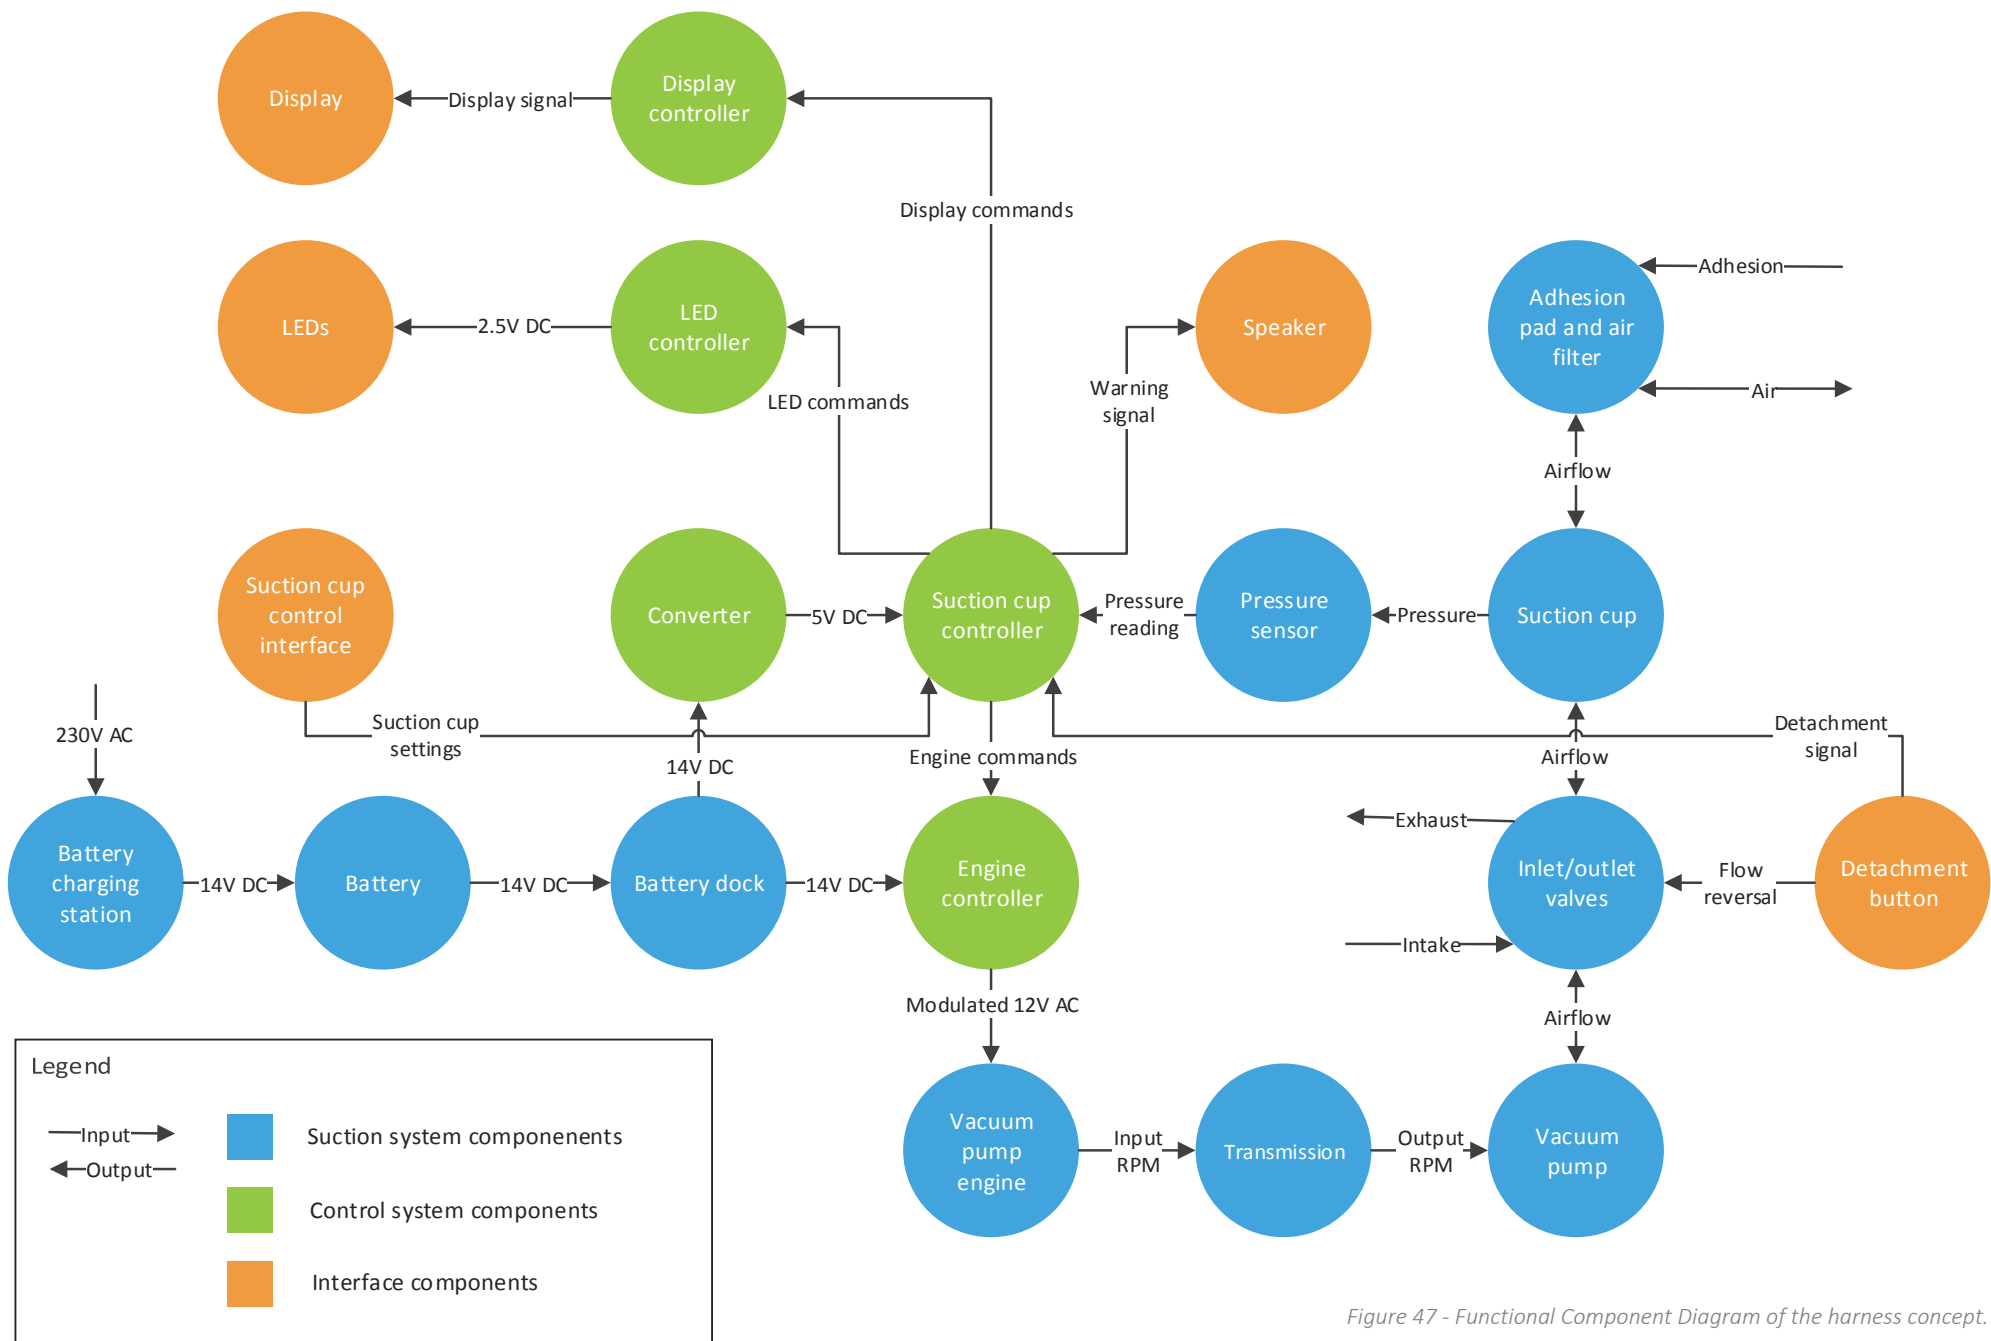 Display
Display signal
Display
controller
Display commands
LEDs
2.5V DC
LED
controller
LED commands
Warning
signal
Speaker
Adhesion
pad and air
filter
Adhesion
Air
Airflow
Suction cup
control
interface
Converter
5V DC
Suction cup
controller
Pressure
reading
Pressure
sensor
Pressure
Suction cup
230V AC
Suction cup
settings
14V DC
Engine commands
Airflow
Detachment
signal
Battery
charging
station
14V DC
Battery
14V DC
Battery dock
14V DC
Engine
controller
Exhaust
Intake
Inlet/outlet
valves
Flow
reversal
Detachment
button
Modulated 12V AC
Airflow
Vacuum
pump
engine
Input
RPM
Transmission
Output
RPM
Vacuum
pump
Legend
Input
Output
Suction system componenents
Control system components
Interface components
Figure 47 - Functional Component Diagram of the harness concept.